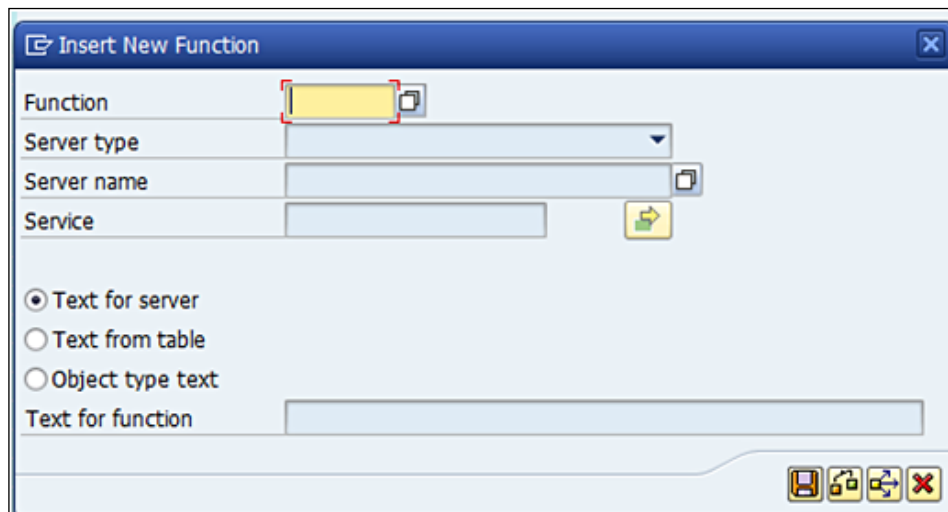 Insert New Function
Function
Server type
Server name
Service
Text for server
Text from table
Object type text
Text for function